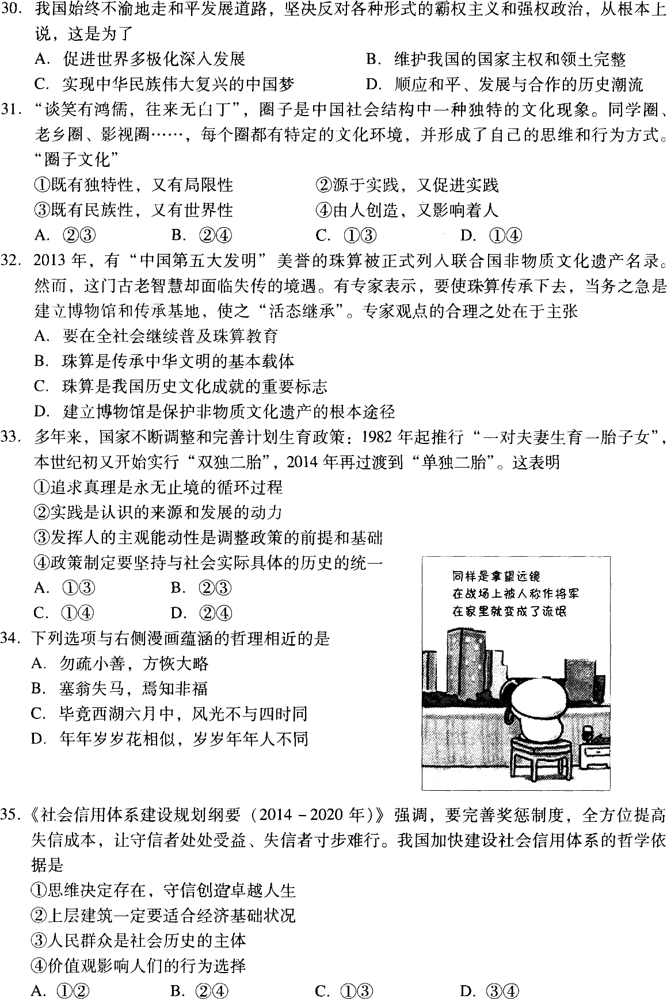 30. 我国始终不渝地走和平发展道路，坚决反对各种形式的霸权主义和强权政治，从根本上
说，这是为了
A. 促进世界多极化深入发展 B. 维护我国的国家主权和领土完整
C. 实现中华民族伟大复兴的中国梦 D. 顺应和平、发展与合作的历史潮流
31. “谈笑有鸿儒，往来无白丁”，圈子是中国社会结构中一种独特的文化现象。同学圈、
老乡圈、影视圈……，每个圈都有特定的文化环境，并形成了自己的思维和行为方式。
“圈子文化”
①既有独特性，又有局限性 ②源于实践，又促进实践
③既有民族性，又有世界性 ④由人创造，又影响着人
A. ②③ B. ②④ C. ①③ D. ①④
32. 2013 年，有“中国第五大发明”美誉的珠算被正式列入联合国非物质文化遗产名录。
然而，这门古老智慧却面临失传的境遇。有专家表示，要使珠算传承下去，当务之急是
建立博物馆和传承基地，使之“活态继承”。专家观点的合理之处在于主张
A. 要在全社会继续普及珠算教育
B. 珠算是传承中华文明的基本载体
C. 珠算是我国历史文化成就的重要标志
D. 建立博物馆是保护非物质文化遗产的根本途径
33. 多年来，国家不断调整和完善计划生育政策：1982 年起推行“一对夫妻生育一胎子女”，
本世纪初又开始实行“双独二胎”，2014 年再过渡到“单独二胎”。这表明
①追求真理是永无止境的循环过程
②实践是认识的来源和发展的动力
③发挥人的主观能动性是调整政策的前提和基础
④政策制定要坚持与社会实际具体的历史的统一
A. ①③ B. ②③
C. ①④ D. ②④
同样是拿望远镜
在战场上被人称作将军
在家里就变成了流氓
34. 下列选项与右侧漫画蕴涵的哲理相近的是
A. 勿疏小善，方恢大略
B. 塞翁失马，焉知非福
C. 毕竟西湖六月中，风光不与四时同
D. 年年岁岁花相似，岁岁年年人不同
35.《社会信用体系建设规划纲要（2014－2020 年）》强调，要完善奖惩制度，全方位提高
失信成本，让守信者处处受益、失信者寸步难行。我国加快建设社会信用体系的哲学依
据是
①思维决定存在，守信创造卓越人生
②上层建筑一定要适合经济基础状况
③人民群众是社会历史的主体
④价值观影响人们的行为选择
A. ①② B. ②④ C. ①③ D. ③④